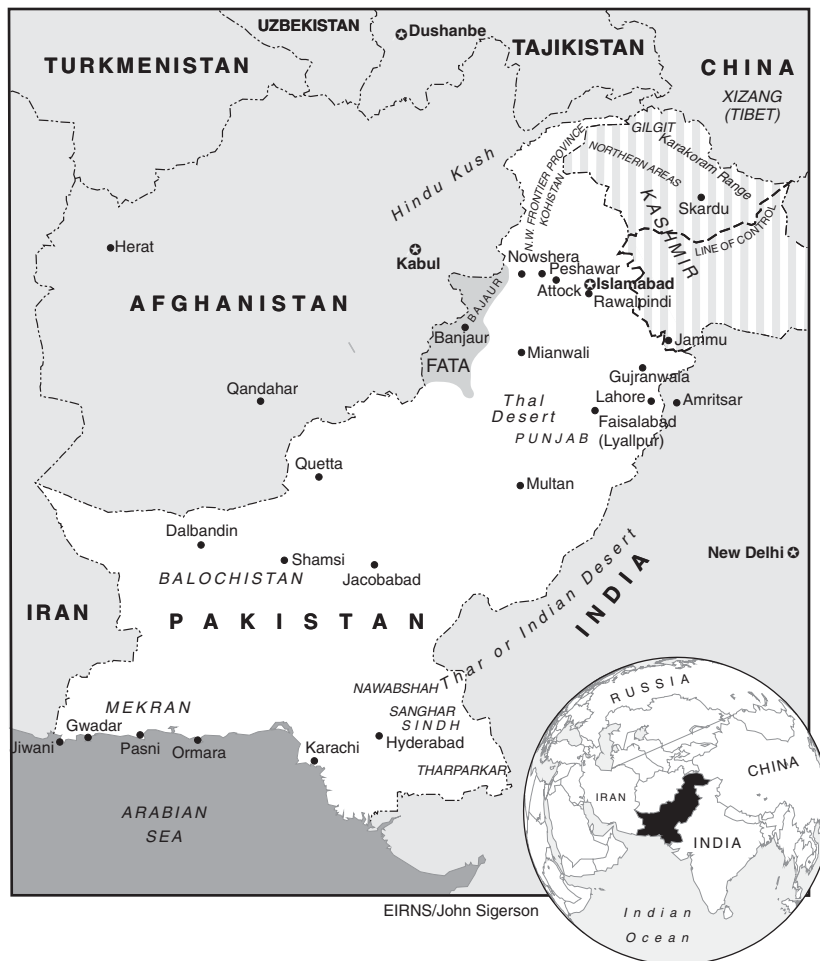 UZBEKISTAN
Dushanbe
TURKMENISTAN
TAJIKISTAN
CHINA
XIZANG
(TIBET)
Hindu Kush
N.W. FRONTIER PROVINCE
KOHISTAN
GILGIT
Karakoram Range
NORTHERN AREAS
Skardu
KASHMIR
LINE OF CONTROL
Herat
Kabul
Nowshera
Peshawar
Attock
Islamabad
Rawalpindi
AFGHANISTAN
BAJAUR
Banjaur
FATA
Mianwali
Jammu
Gujranwala
Qandahar
Thal
Desert
Lahore
Amritsar
Faisalabad
(Lyallpur)
PUNJAB
Quetta
Multan
Dalbandin
Shamsi
Jacobabad
BALOCHISTAN
New Delhi
Thar or Indian Desert
INDIA
IRAN
PAKISTAN
NAWABSHAH
MEKRAN
SANGHAR
SINDH
Gwadar
Jiwani
Pasni
Ormara
Karachi
Hyderabad
THARPARKAR
ARABIAN
SEA
RUSSIA
CHINA
IRAN
INDIA
Indian
Ocean
EIRNS/John Sigerson